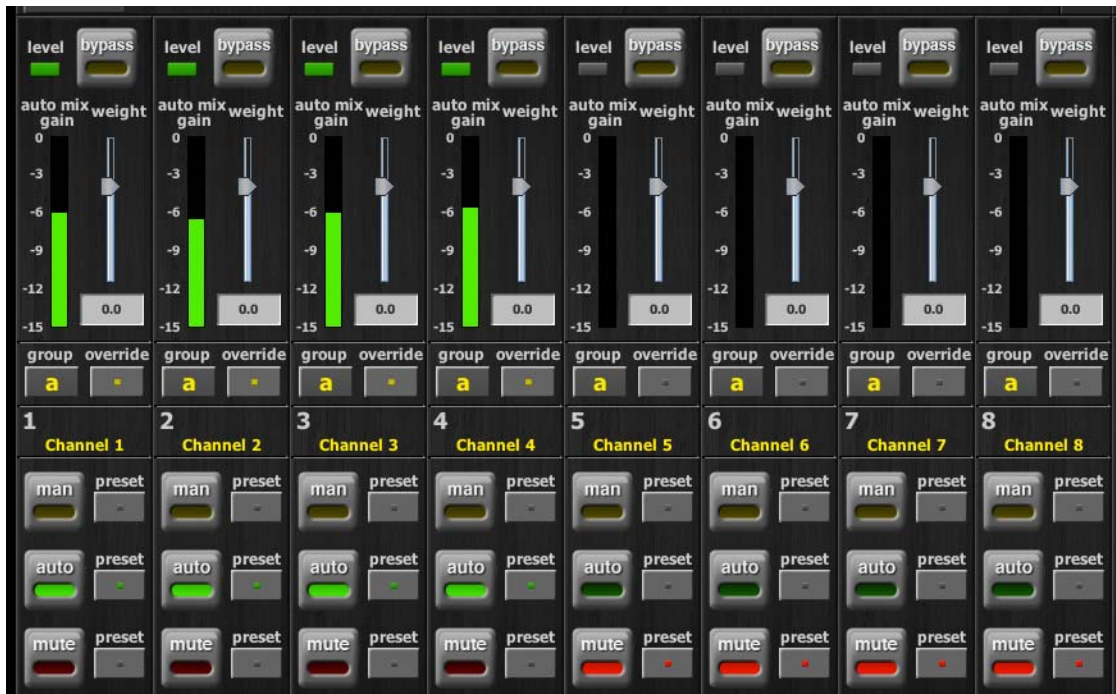 level bypass level bypass level bypass level bypass level bypass level bypass level bypass level bypass
auto mix gain weight auto mix gain weight auto mix gain weight auto mix gain weight auto mix gain weight auto mix gain weight auto mix gain weight auto mix gain weight
0 0 0 0 0 0 0 0
-3 -3 -3 -3 -3 -3 -3 -3
-6 -6 -6 -6 -6 -6 -6 -6
-9 -9 -9 -9 -9 -9 -9 -9
-12 -12 -12 -12 -12 -12 -12 -12
0.0 0.0 0.0 0.0 0.0 0.0 0.0 0.0
-15 -15 -15 -15 -15 -15 -15 -15
group override group override group override group override group override group override group override group override
a a a a a a a a
1 2 3 4 5 6 7 8
Channel 1 Channel 2 Channel 3 Channel 4 Channel 5 Channel 6 Channel 7 Channel 8
man preset man preset man preset man preset man preset man preset man preset man preset
auto preset auto preset auto preset auto preset auto preset auto preset auto preset auto preset
mute preset mute preset mute preset mute preset mute preset mute preset mute preset mute preset